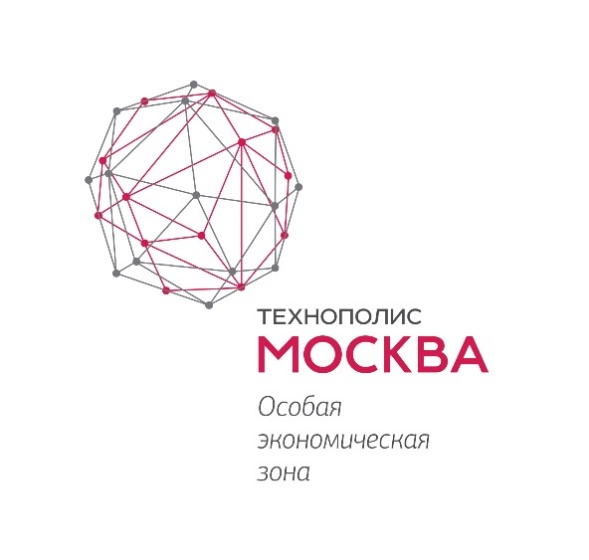 ТЕХНОПОЛИС
МОСКВА
Особая
экономическая
зона